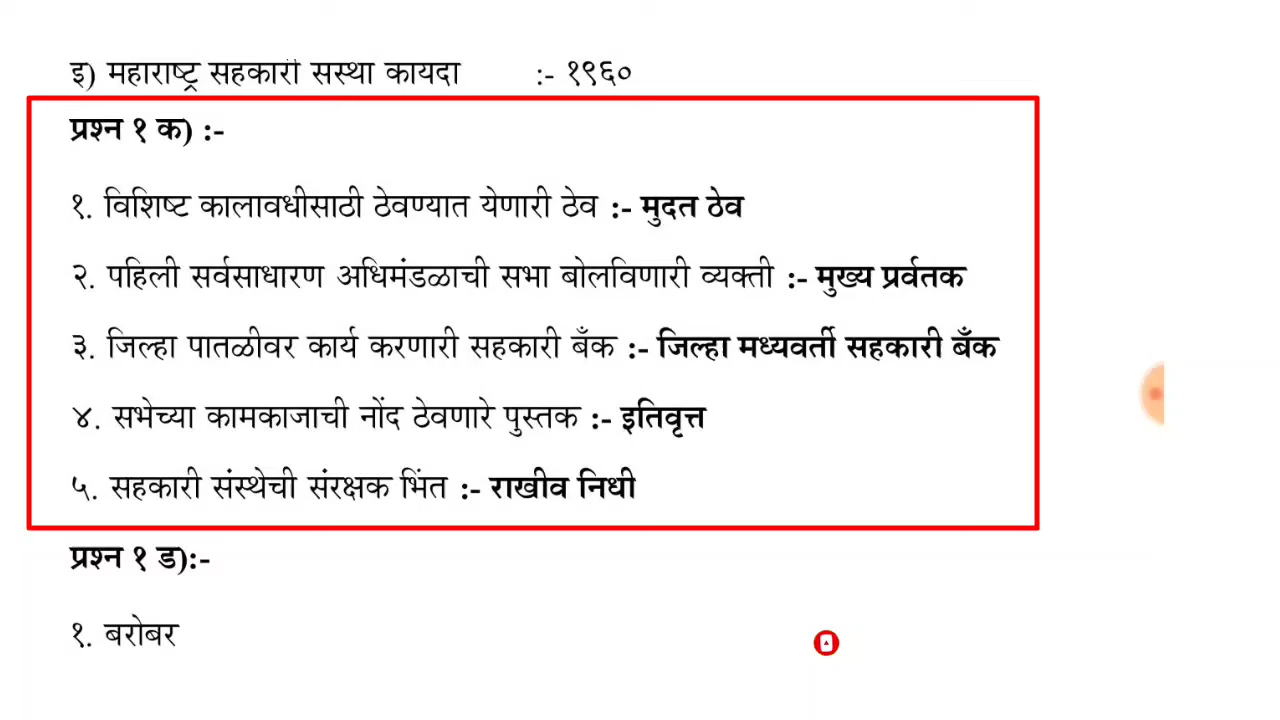 इ) महाराष्ट्र सहकारी सस्था कायदा :- १९६०
प्रश्न १ क) :-
१. विशिष्ट कालावधीसाठी ठेवण्यात येणारी ठेव :- मुदत ठेव
२. पहिली सर्वसाधारण अधिमंडळाची सभा बोलविणारी व्यक्ती :- मुख्य प्रर्वतक
३. जिल्हा पातळीवर कार्य करणारी सहकारी बँक :- जिल्हा मध्यवर्ती सहकारी बँक
४. सभेच्या कामकाजाची नोंद ठेवणारे पुस्तक :- इतिवृत्त
५. सहकारी संस्थेची संरक्षक भिंत :- राखीव निधी
प्रश्न १ ड):-
१. बरोबर